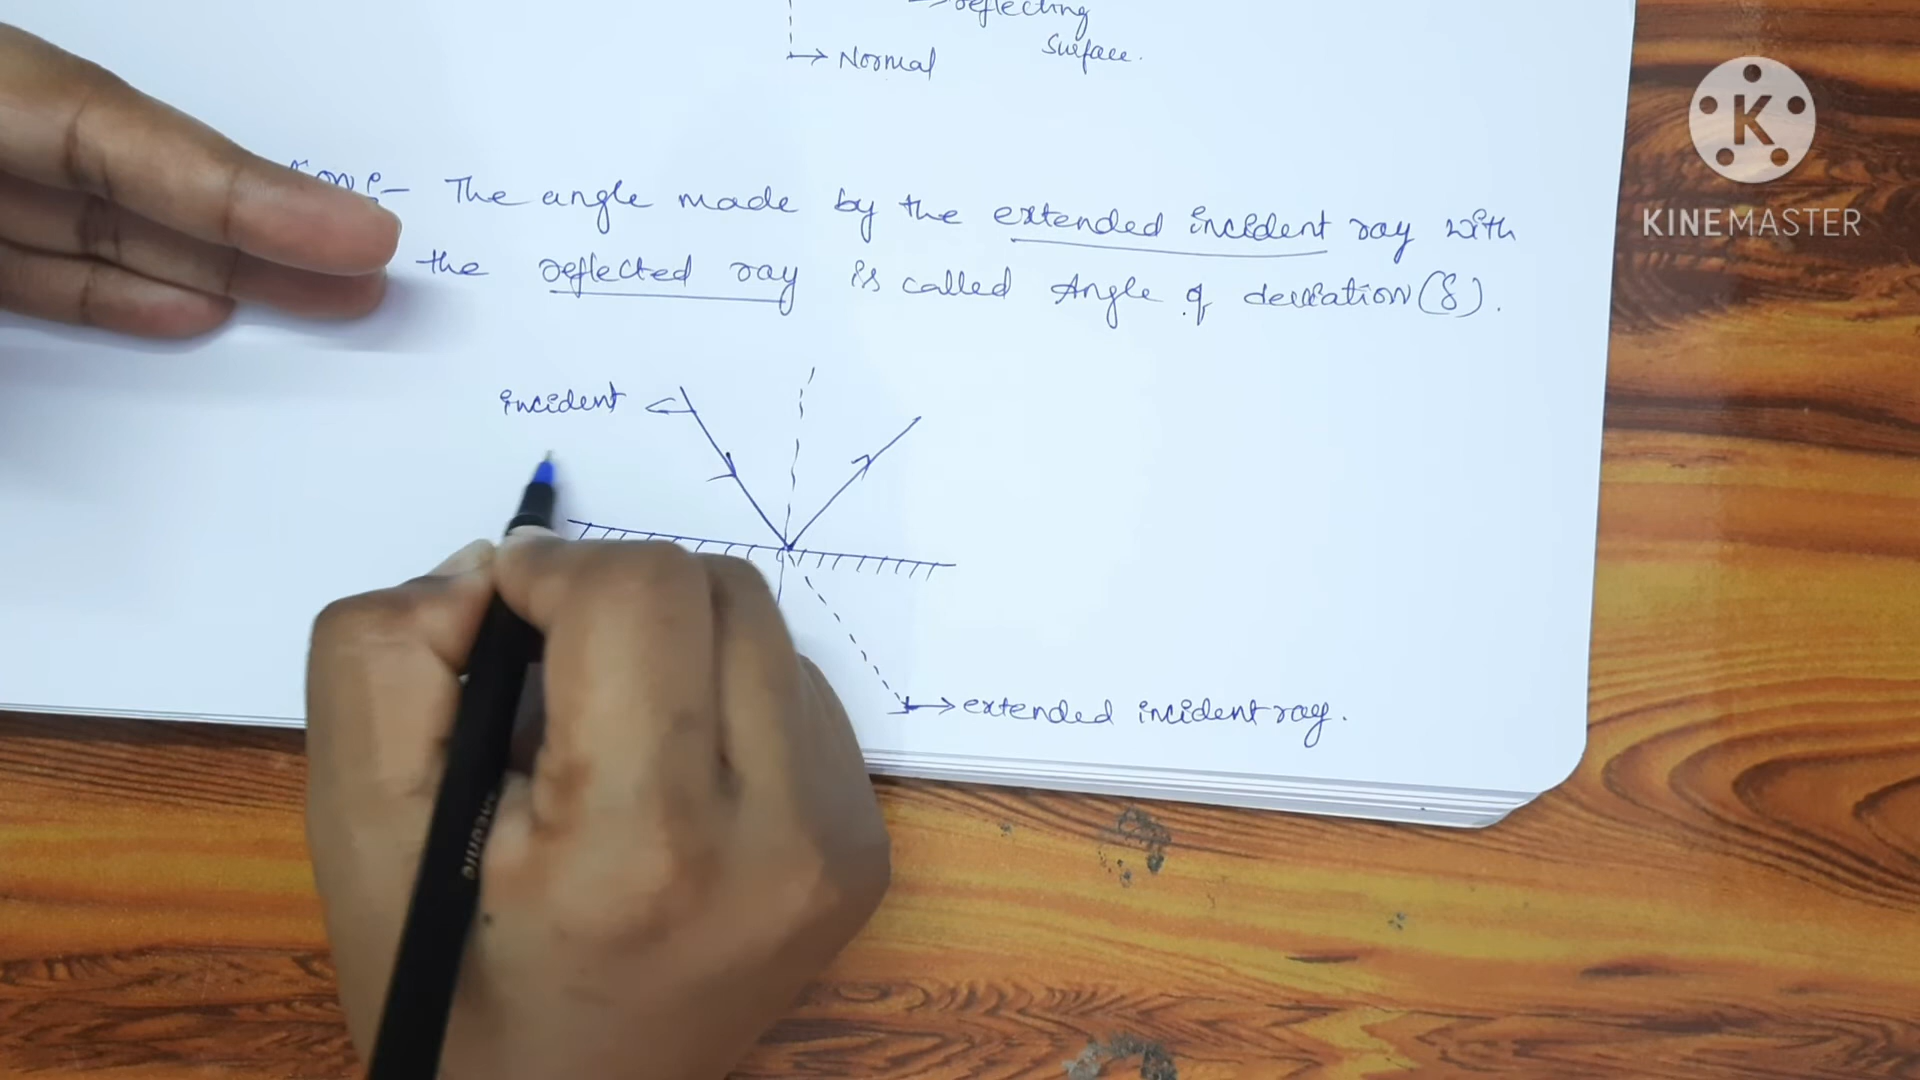 reflecting
surface.
Normal
The angle made by the extended incident ray with
the reflected ray is called Angle of deviation (δ).
incident
extended incident ray.
K
KINEMASTER